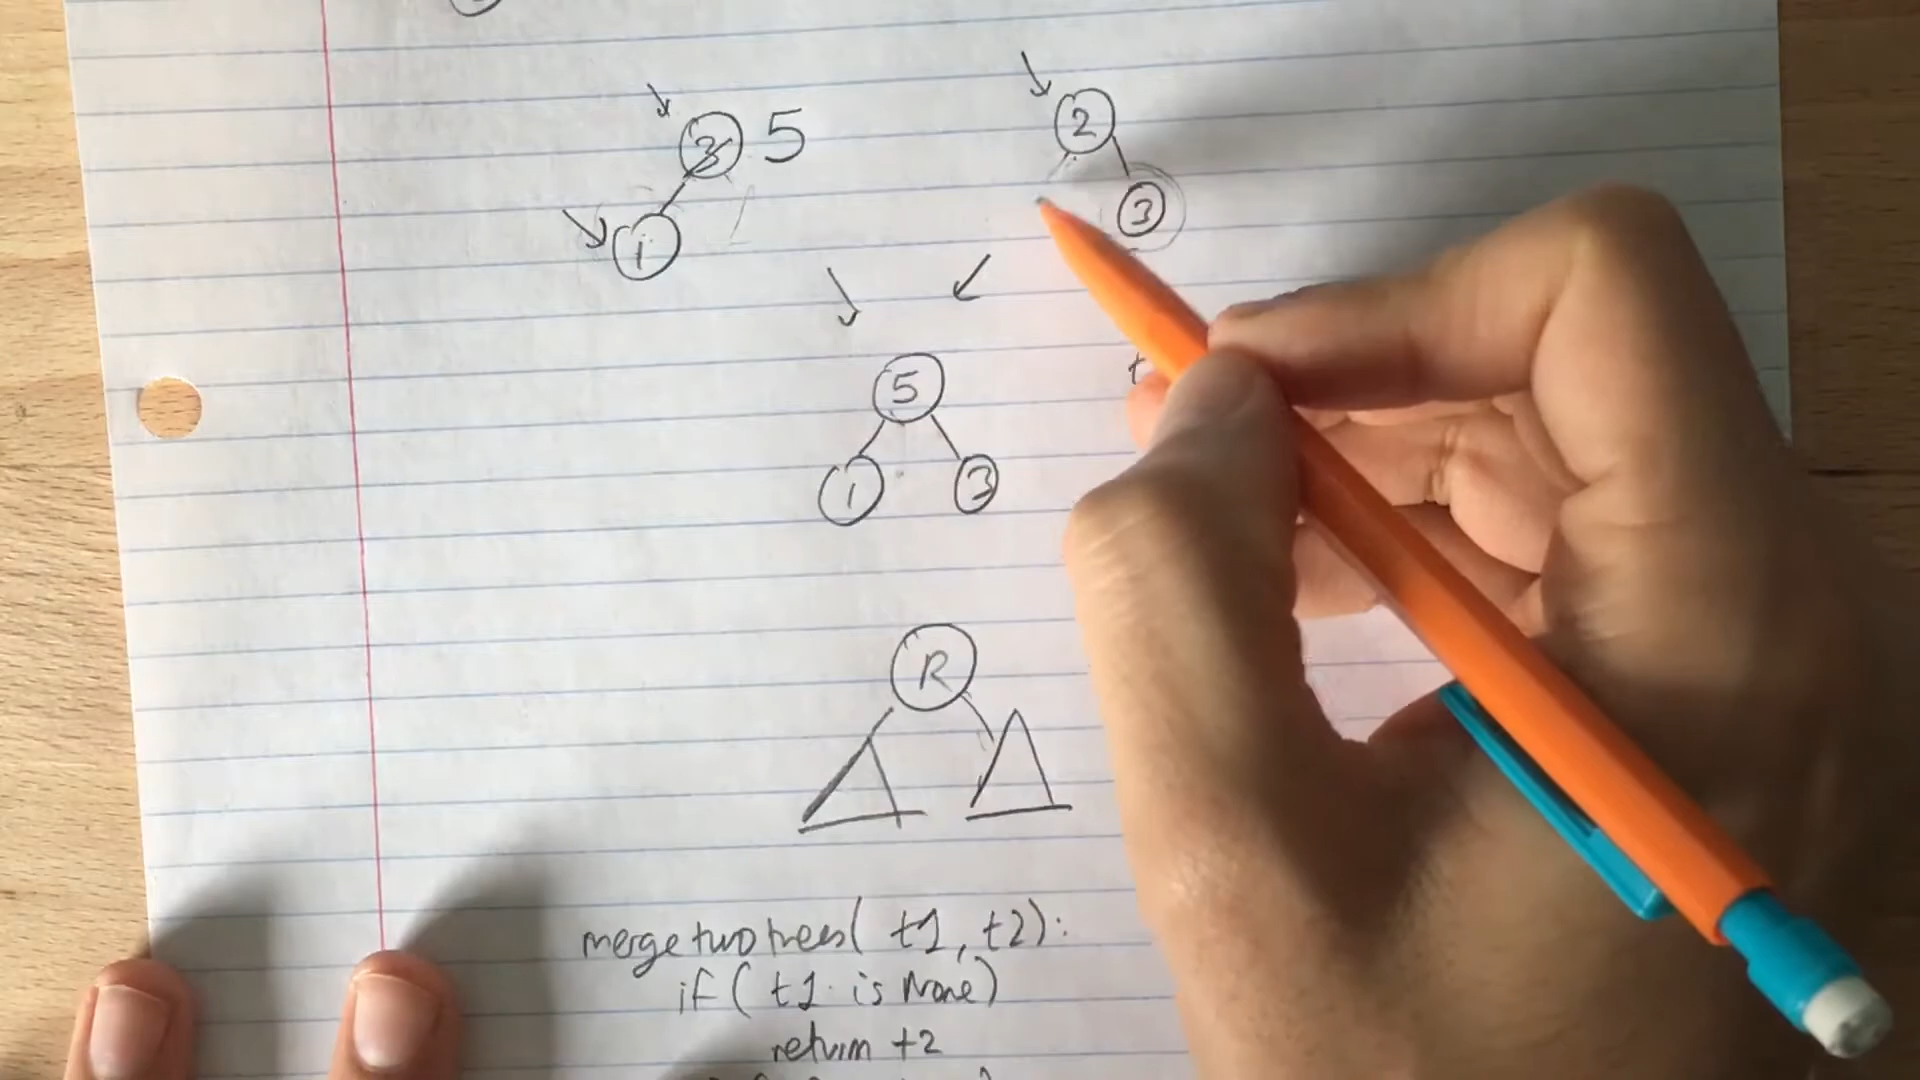 3 5
2
1
3
5
1 3
R
mergetwotrees( t1, t2):
if ( t1 is None)
return t2